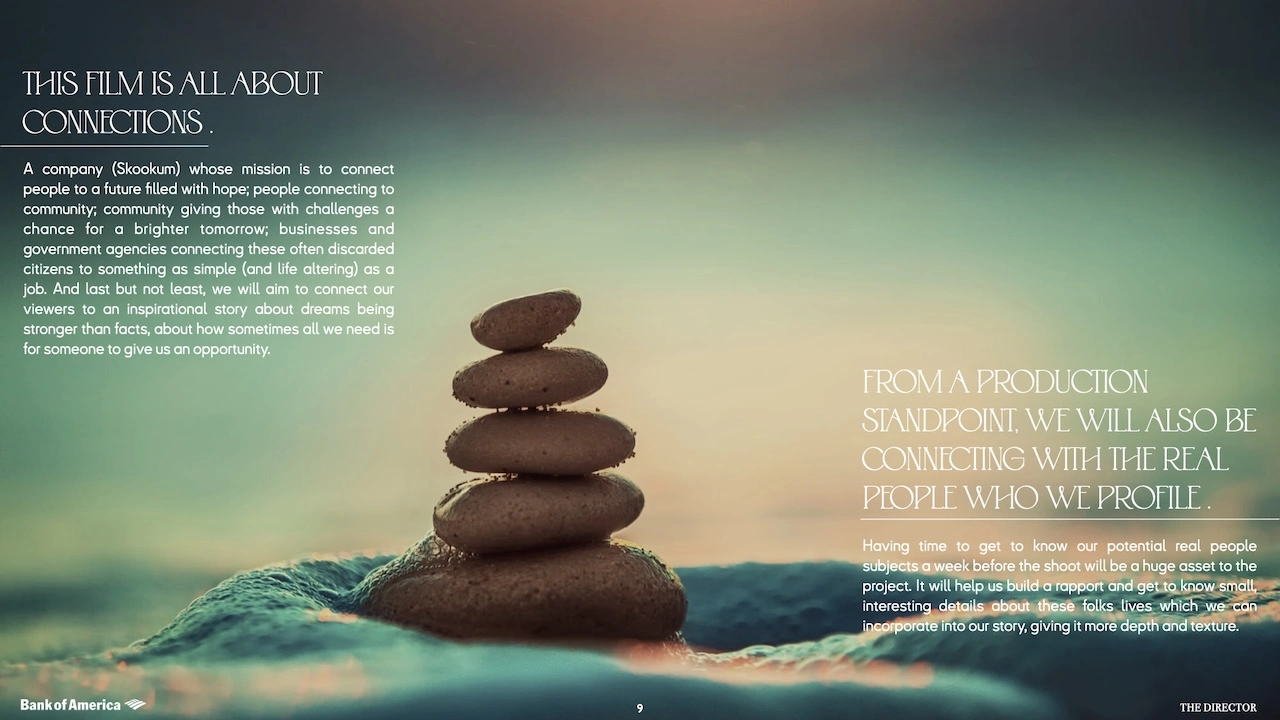 THIS FILM IS ALL ABOUT
CONNECTIONS .
A company (Skookum) whose mission is to connect
people to a future filled with hope; people connecting to
community; community giving those with challenges a
chance for a brighter tomorrow; businesses and
government agencies connecting these often discarded
citizens to something as simple (and life altering) as a
job. And last but not least, we will aim to connect our
viewers to an inspirational story about dreams being
stronger than facts, about how sometimes all we need is
for someone to give us an opportunity.
FROM A PRODUCTION
STANDPOINT, WE WILL ALSO BE
CONNECTING WITH THE REAL
PEOPLE WHO WE PROFILE .
Having time to get to know our potential real people
subjects a week before the shoot will be a huge asset to the
project. It will help us build a rapport and get to know small,
interesting details about these folks lives which we can
incorporate into our story, giving it more depth and texture.
Bank of America
9
THE DIRECTOR